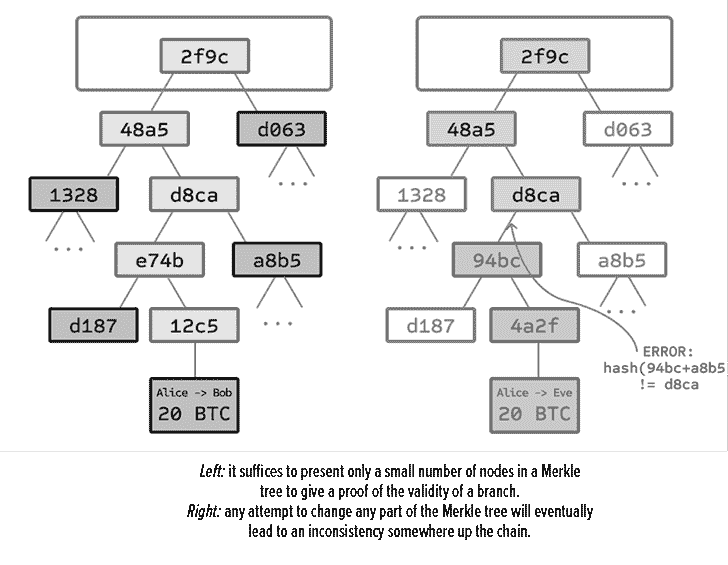 2f9c
48a5
d063
1328
d8ca
...
...
e74b
a8b5
d187
12c5
...
Alice -> Bob
20 BTC
2f9c
48a5
d063
1328
d8ca
...
...
94bc
a8b5
d187
4a2f
...
Alice -> Eve
20 BTC
ERROR:
hash(94bc+a8b5
!= d8ca
Left: it suffices to present only a small number of nodes in a Merkle
tree to give a proof of the validity of a branch.
Right: any attempt to change any part of the Merkle tree will eventually
lead to an inconsistency somewhere up the chain.